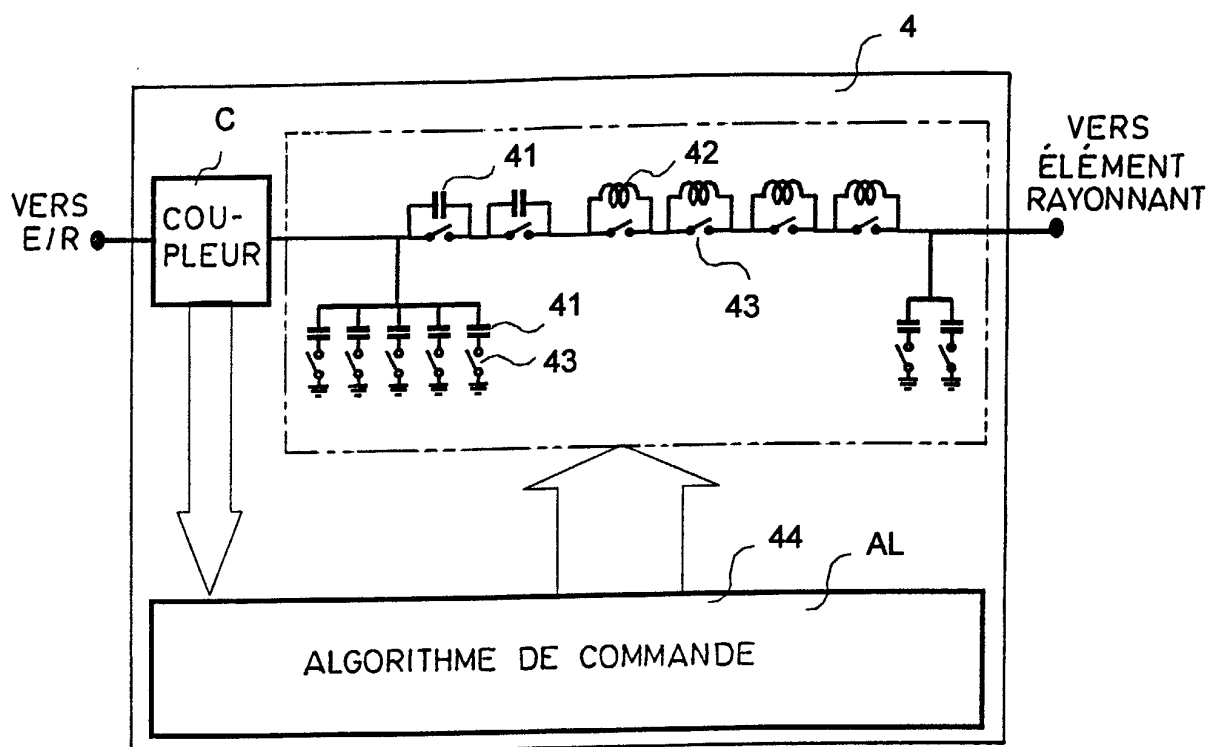 4
C
41
42
VERS
ÉLÉMENT
RAYONNANT
VERS
E/R
COU-
PLEUR
43
41
43
44
AL
ALGORITHME DE COMMANDE